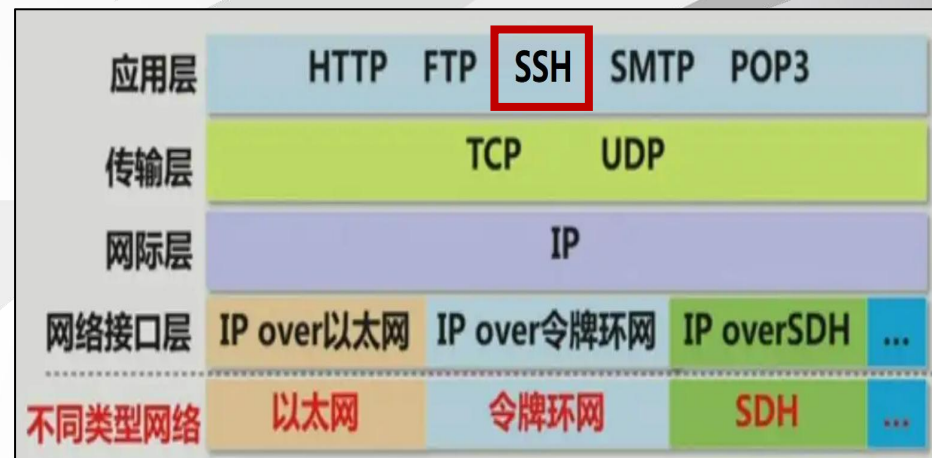 应用层 HTTP FTP SSH SMTP POP3
传输层 TCP UDP
网际层 IP
网络接口层 IP over以太网 IP over令牌环网 IP overSDH ...
不同类型网络 以太网 令牌环网 SDH ...